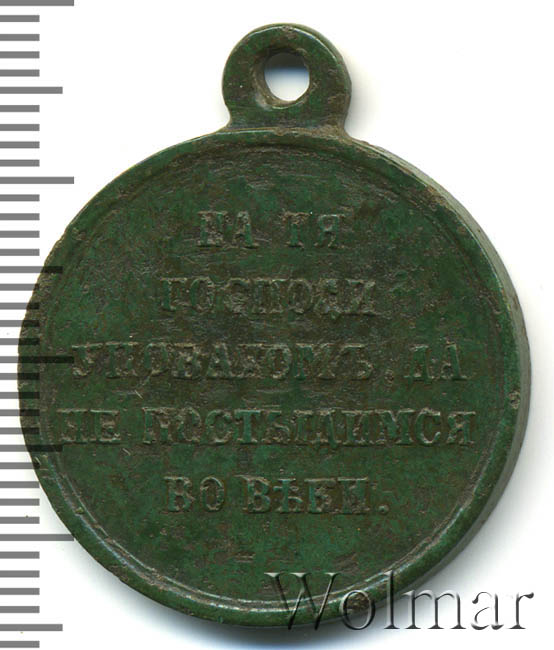 НА ТЯ
ГОСПОДИ
УПОВАХОМЪ, ДА
НЕ ПОСТЫДИМСЯ
ВО ВѢКИ.
Wolmar